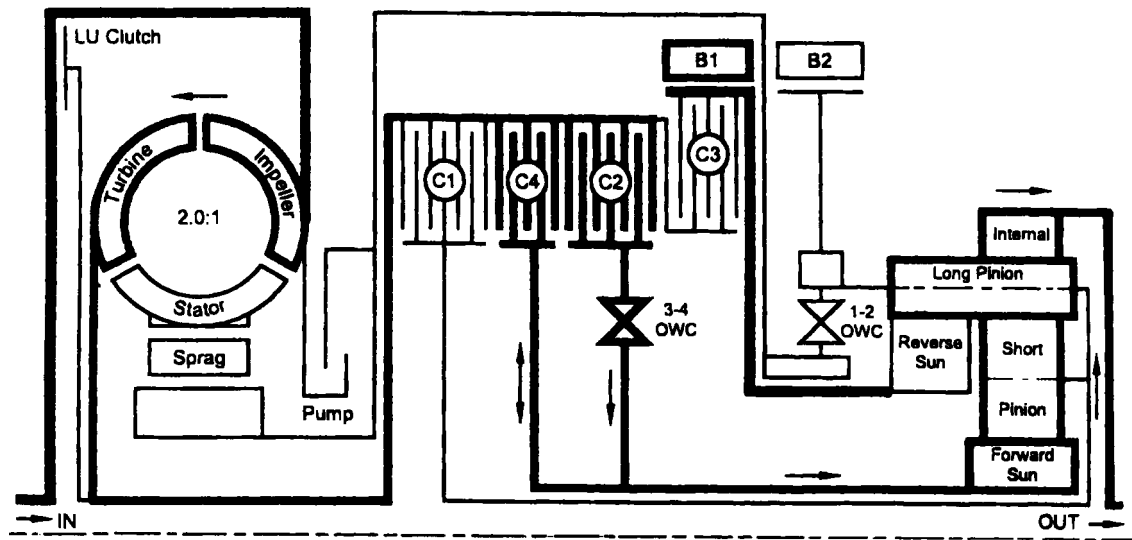 LU Clutch
B1
B2
Turbine
Impeller
2.0:1
C1
C4
C2
C3
Internal
Long Pinion
Stator
3-4
OWC
1-2
OWC
Reverse
Sun
Short
Pinion
Sprag
Pump
Forward
Sun
IN
OUT